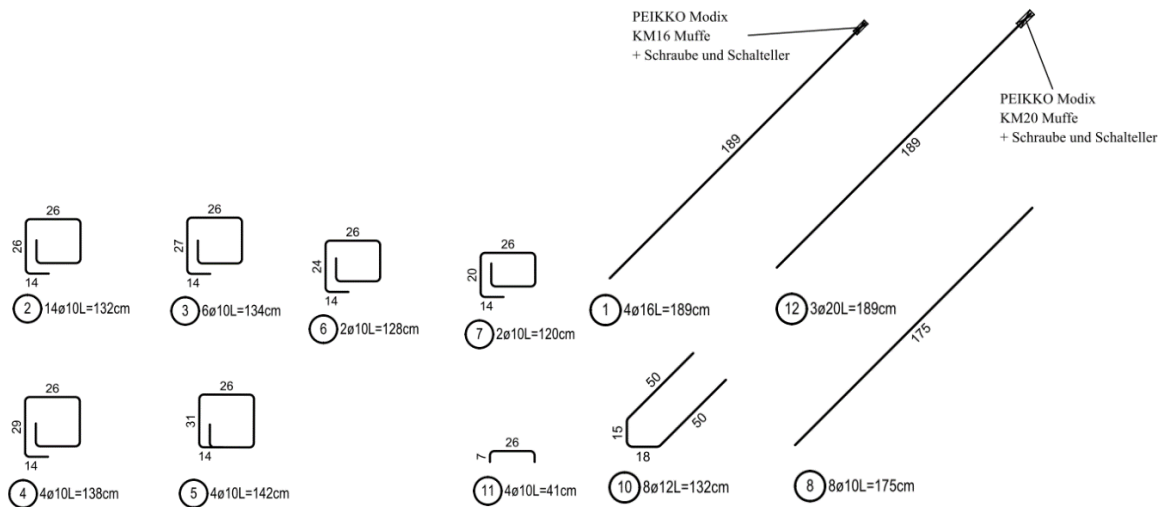 PEIKKO Modix
KM16 Muffe
+ Schraube und Schalteller
189
1 4ø16L=189cm
PEIKKO Modix
KM20 Muffe
+ Schraube und Schalteller
189
12 3ø20L=189cm
26
26
14
2 14ø10L=132cm
26
27
14
3 6ø10L=134cm
26
24
14
6 2ø10L=128cm
26
20
14
7 2ø10L=120cm
26
29
14
4 4ø10L=138cm
26
31
14
5 4ø10L=142cm
26
7
11 4ø10L=41cm
50
50
15
18
10 8ø12L=132cm
175
8 8ø10L=175cm